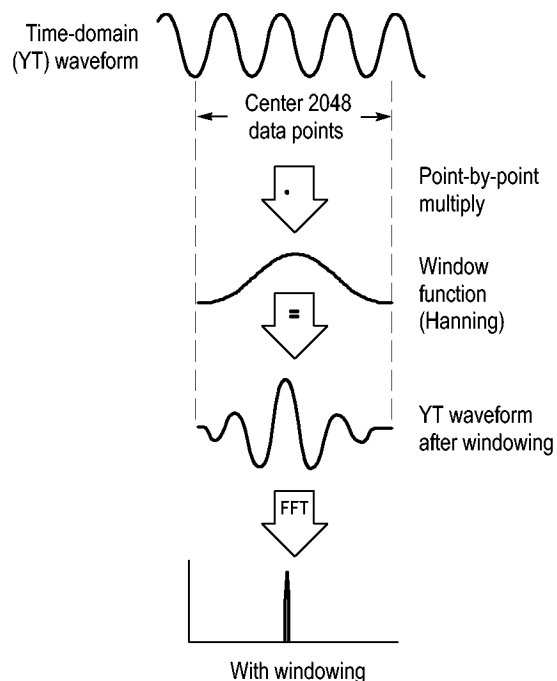 Time-domain
(YT) waveform
Center 2048
data points
Point-by-point
multiply
Window
function
(Hanning)
=
YT waveform
after windowing
FFT
With windowing